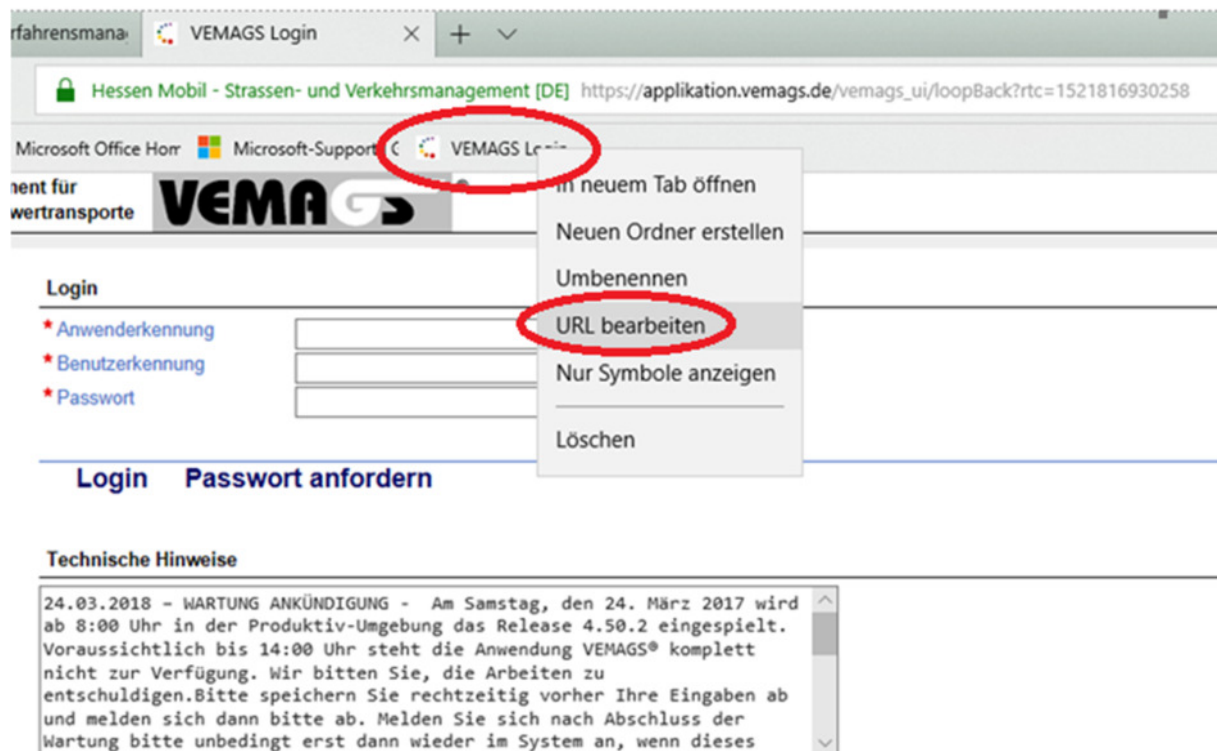 rfahrensmana VEMAGS Login
Hessen Mobil - Strassen- und Verkehrsmanagement [DE] https://applikation.vemags.de/vemags_ui/loopBack?rtc=1521816930258
Microsoft Office Hom Microsoft-Support C VEMAGS Login
nent für
wertransporte
VEMAGS
In neuem Tab öffnen
Neuen Ordner erstellen
Umbenennen
URL bearbeiten
Nur Symbole anzeigen
Löschen
Login
* Anwenderkennung
* Benutzerkennung
* Passwort
Login Passwort anfordern
Technische Hinweise
24.03.2018 – WARTUNG ANKÜNDIGUNG - Am Samstag, den 24. März 2017 wird
ab 8:00 Uhr in der Produktiv-Umgebung das Release 4.50.2 eingespielt.
Voraussichtlich bis 14:00 Uhr steht die Anwendung VEMAGS® komplett
nicht zur Verfügung. Wir bitten Sie, die Arbeiten zu
entschuldigen.Bitte speichern Sie rechtzeitig vorher Ihre Eingaben ab
und melden sich dann bitte ab. Melden Sie sich nach Abschluss der
Wartung bitte unbedingt erst dann wieder im System an, wenn dieses